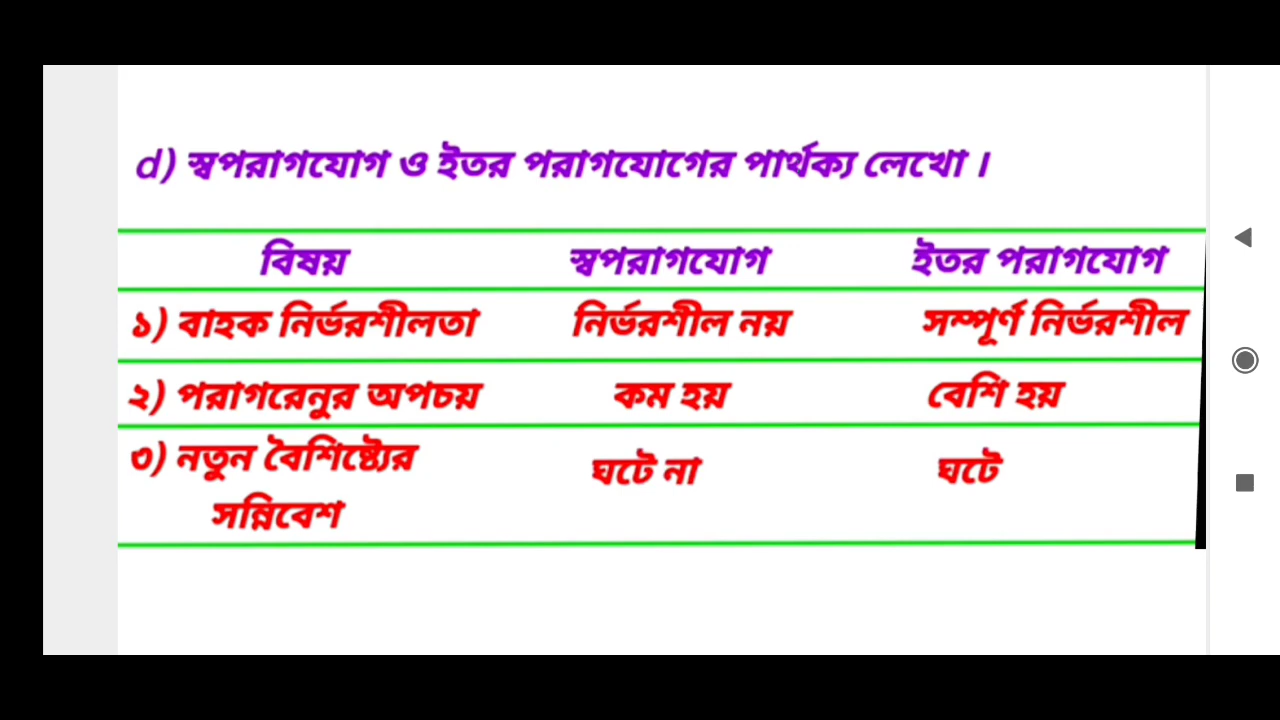 d) স্বপরাগযোগ ও ইতর পরাগযোগের পার্থক্য লেখো ।
বিষয় স্বপরাগযোগ ইতর পরাগযোগ
১) বাহক নির্ভরশীলতা নির্ভরশীল নয় সম্পূর্ণ নির্ভরশীল
২) পরাগরেনুর অপচয় কম হয় বেশি হয়
৩) নতুন বৈশিষ্ট্যের ঘটে না ঘটে
সন্নিবেশ